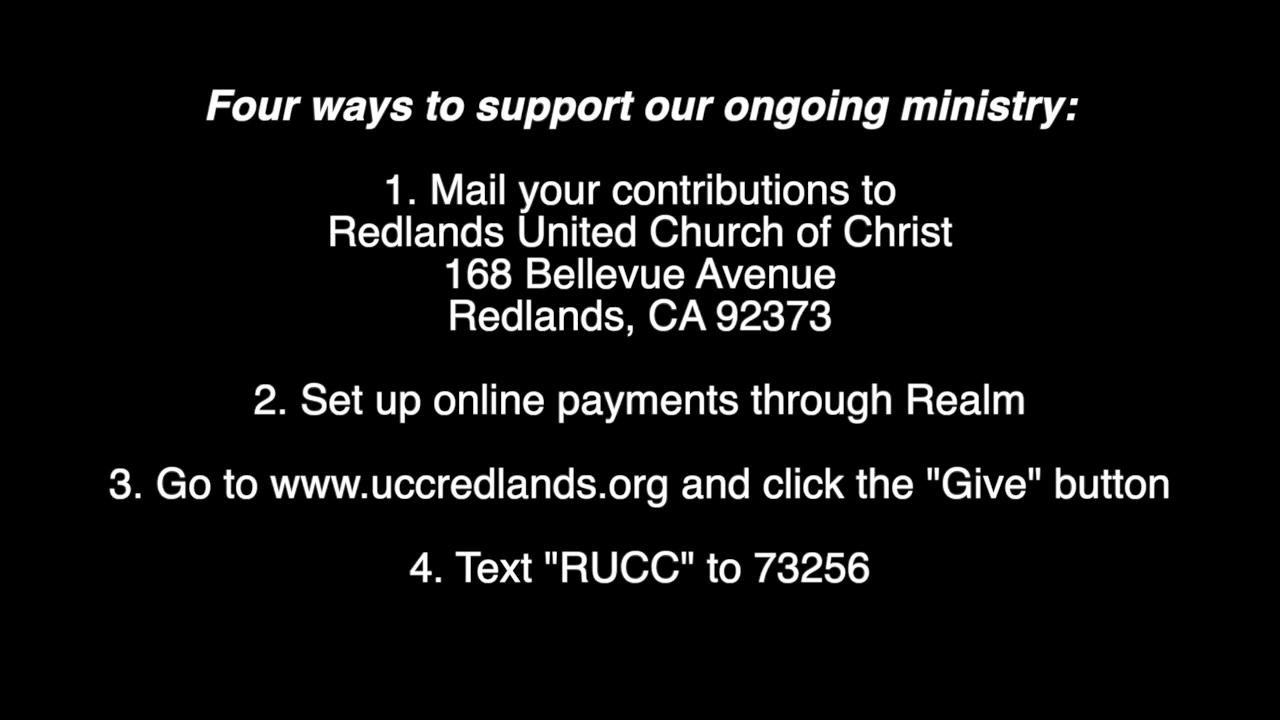 Four ways to support our ongoing ministry:
1. Mail your contributions to
Redlands United Church of Christ
168 Bellevue Avenue
Redlands, CA 92373
2. Set up online payments through Realm
3. Go to www.uccredlands.org and click the "Give" button
4. Text "RUCC" to 73256